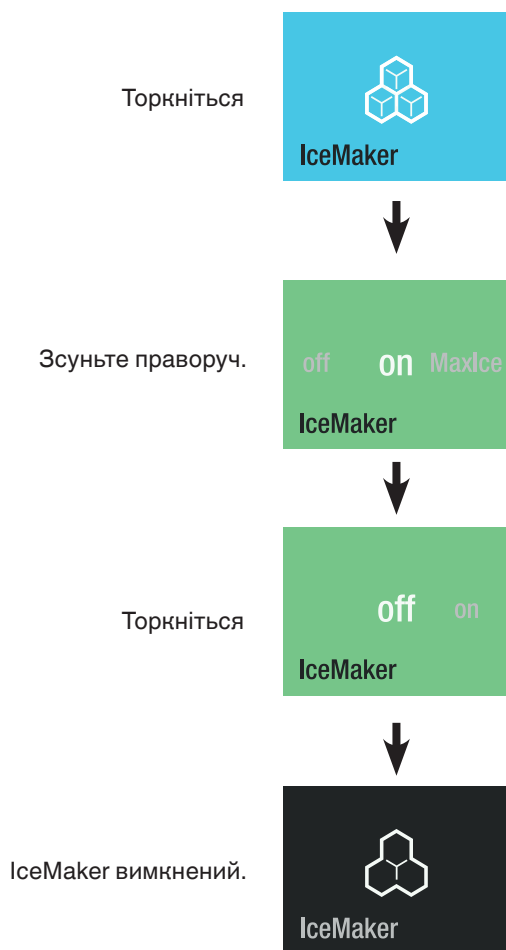 Торкніться
IceMaker
Зсуньте праворуч.
off on MaxIce
IceMaker
Торкніться
off on
IceMaker
IceMaker вимкнений.
IceMaker